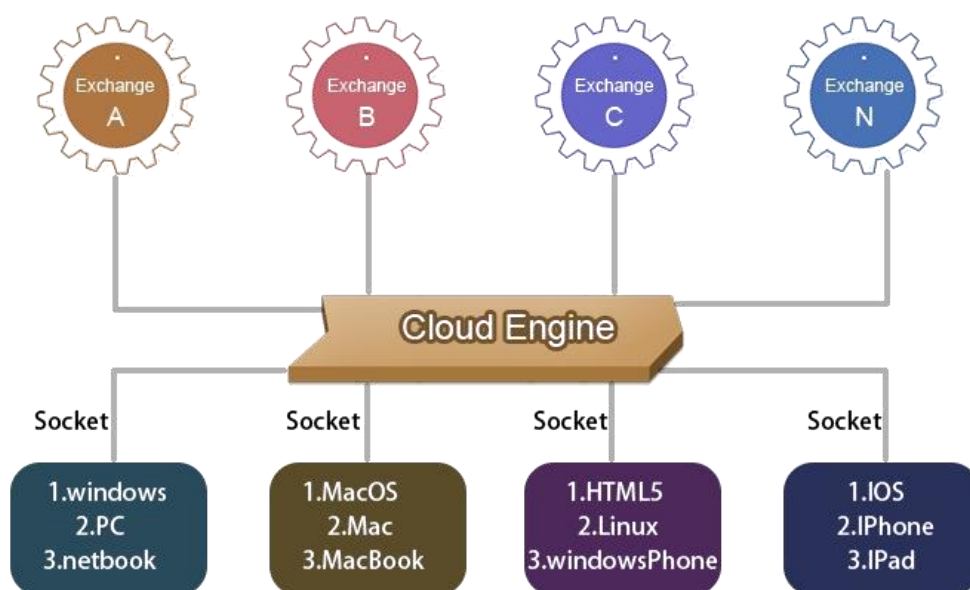 Exchange
A
Exchange
B
Exchange
C
Exchange
N
Cloud Engine
Socket
Socket
Socket
Socket
1.windows
2.PC
3.netbook
1.MacOS
2.Mac
3.MacBook
1.HTML5
2.Linux
3.windowsPhone
1.IOS
2.IPhone
3.IPad